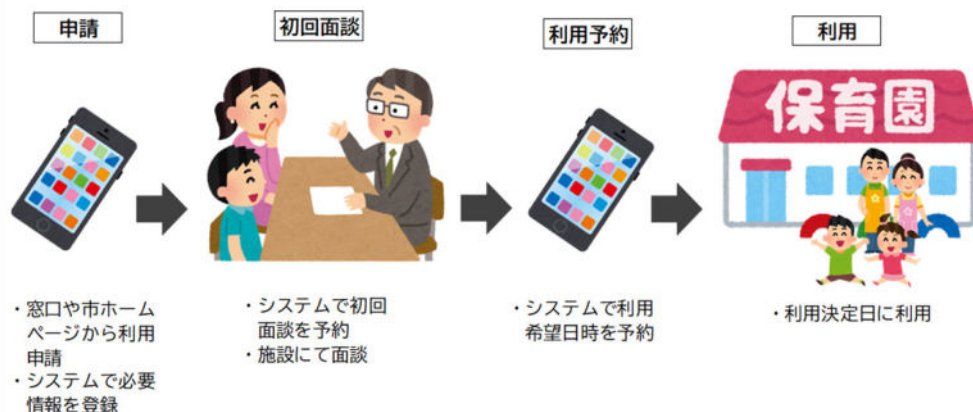 申請
初回面談
利用予約
利用
保育園
・窓口や市ホーム
ページから利用
申請
・システムで必要
情報を登録
・システムで初回
面談を予約
・施設にて面談
・システムで利用
希望日時を予約
・利用決定日に利用